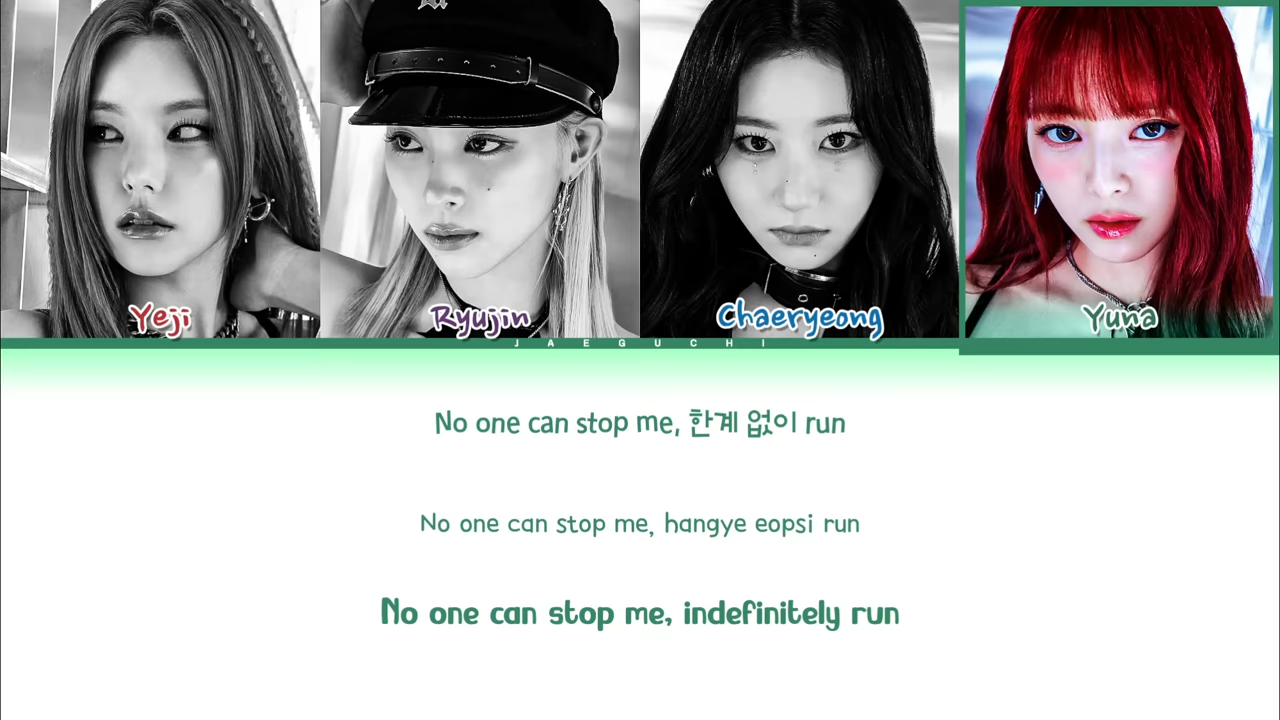 Yeji
Ryujin
Chaeryeong
Yuna
JAEGUCHI
No one can stop me, 한계 없이 run
No one can stop me, hangye eopsi run
No one can stop me, indefinitely run